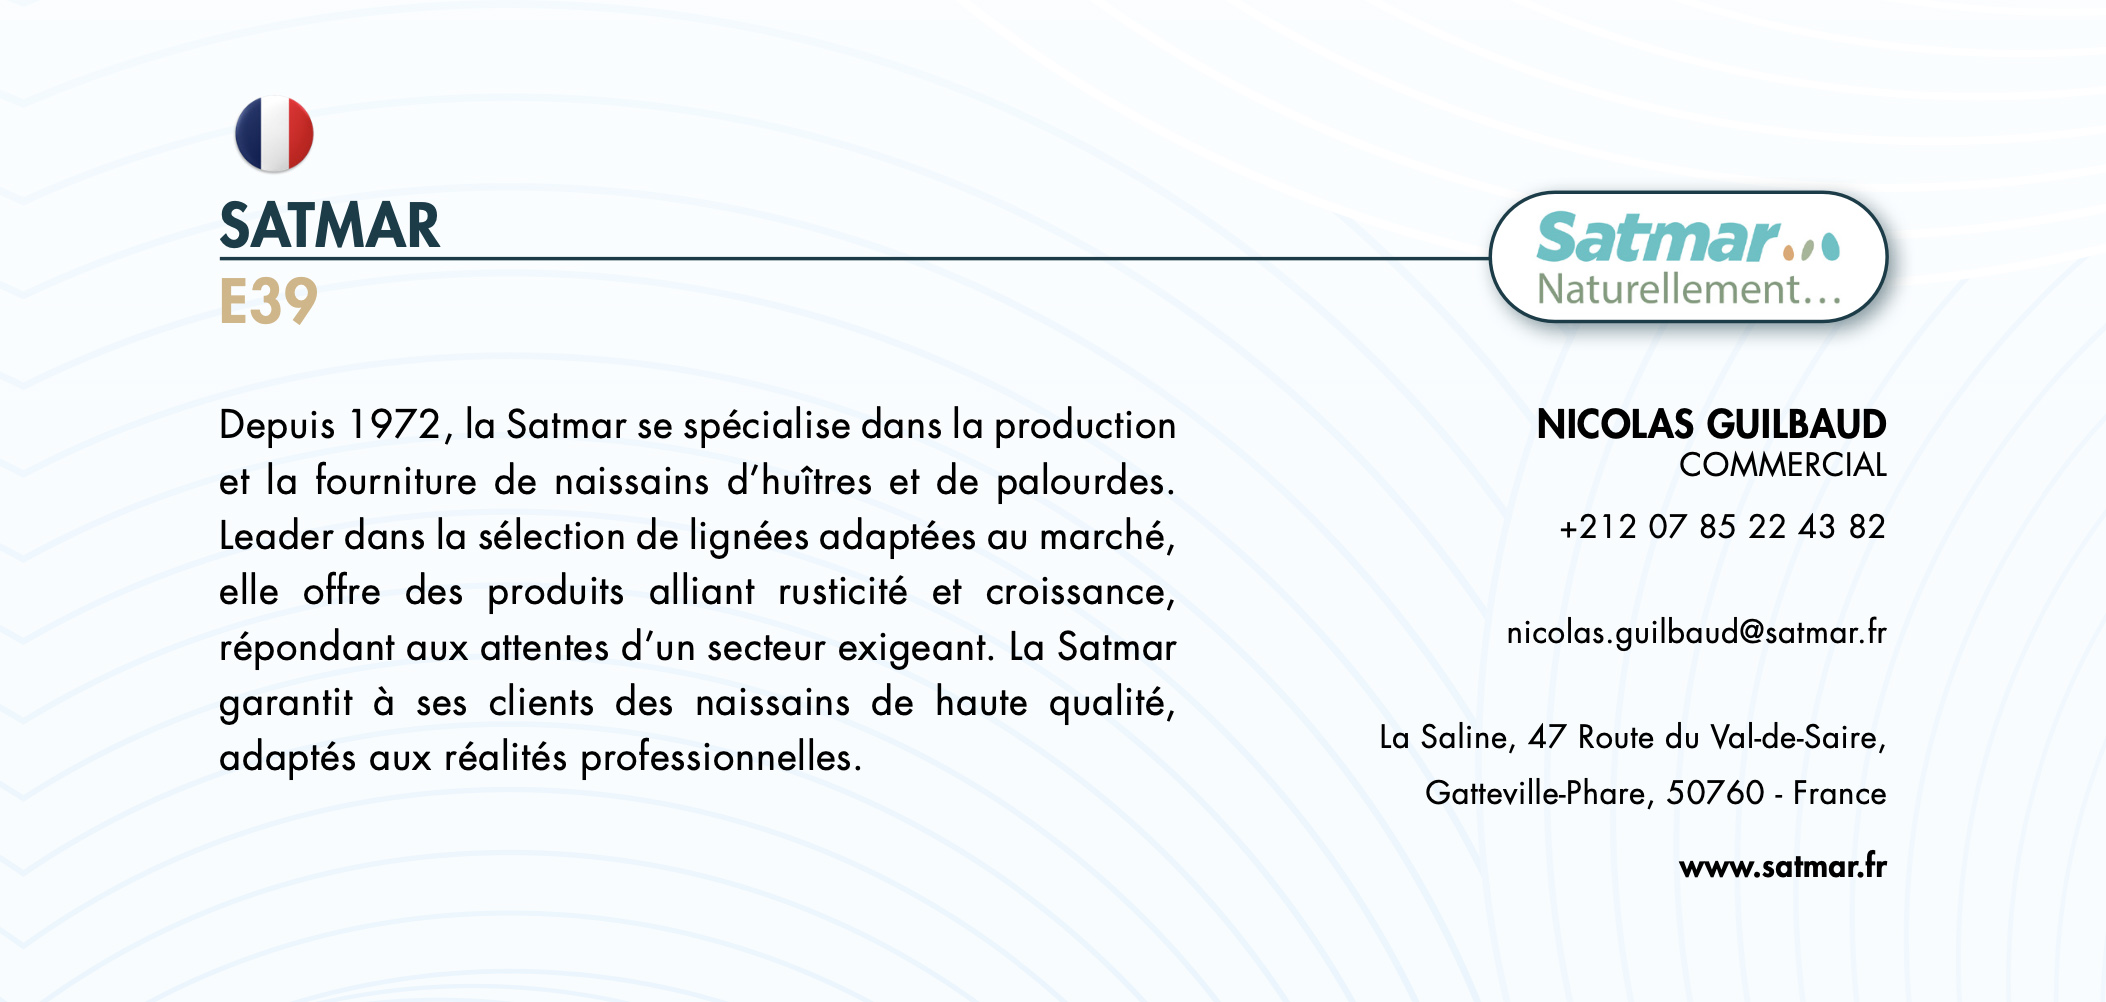 SATMAR
E39
Satmar
Naturellement...
Depuis 1972, la Satmar se spécialise dans la production
et la fourniture de naissains d’huîtres et de palourdes.
Leader dans la sélection de lignées adaptées au marché,
elle offre des produits alliant rusticité et croissance,
répondant aux attentes d’un secteur exigeant. La Satmar
garantit à ses clients des naissains de haute qualité,
adaptés aux réalités professionnelles.
NICOLAS GUILBAUD
COMMERCIAL
+212 07 85 22 43 82
nicolas.guilbaud@satmar.fr
La Saline, 47 Route du Val-de-Saire,
Gatteville-Phare, 50760 - France
www.satmar.fr